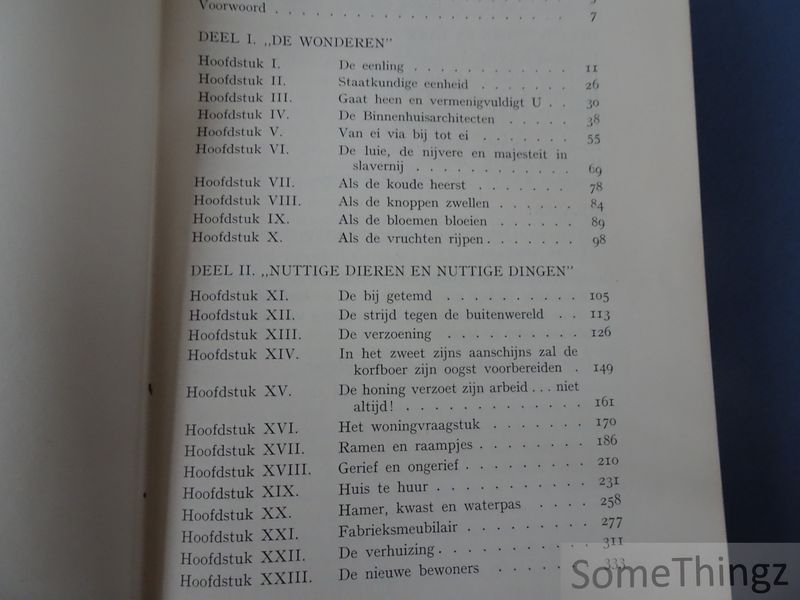 Voorwoord . . . . . . . . . . . . . . . . 7
DEEL I. „DE WONDEREN”
Hoofdstuk I. De eenling . . . . . . . . . . . 11
Hoofdstuk II. Staatkundige eenheid . . . . . . . 26
Hoofdstuk III. Gaat heen en vermenigvuldigt U . . 30
Hoofdstuk IV. De Binnenhuisarchitecten . . . . . 38
Hoofdstuk V. Van ei via bij tot ei . . . . . . . 55
Hoofdstuk VI. De luie, de nijvere en majesteit in
slavernij . . . . . . . . . . . . 69
Hoofdstuk VII. Als de koude heerst . . . . . . . 78
Hoofdstuk VIII. Als de knoppen zwellen . . . . . . 84
Hoofdstuk IX. Als de bloemen bloeien . . . . . . 89
Hoofdstuk X. Als de vruchten rijpen . . . . . . 98
DEEL II. „NUTTIGE DIEREN EN NUTTIGE DINGEN”
Hoofdstuk XI. De bij getemd . . . . . . . . . . 105
Hoofdstuk XII. De strijd tegen de buitenwereld . . 113
Hoofdstuk XIII. De verzoening . . . . . . . . . . 126
Hoofdstuk XIV. In het zweet zijns aanschijns zal de
korfboer zijn oogst voorbereiden . 149
Hoofdstuk XV. De honing verzoet zijn arbeid . . . niet
altijd! . . . . . . . . . . . . . 161
Hoofdstuk XVI. Het woningvraagstuk . . . . . . . 170
Hoofdstuk XVII. Ramen en raampjes . . . . . . . . 186
Hoofdstuk XVIII. Gerief en ongerief . . . . . . . . . 210
Hoofdstuk XIX. Huis te huur . . . . . . . . . . . 231
Hoofdstuk XX. Hamer, kwast en waterpas . . . . 258
Hoofdstuk XXI. Fabrieksmeubilair . . . . . . . . . 277
Hoofdstuk XXII. De verhuizing . . . . . . . . . . . 311
Hoofdstuk XXIII. De nieuwe bewoners . . . . . . . . 333
SomeThingz